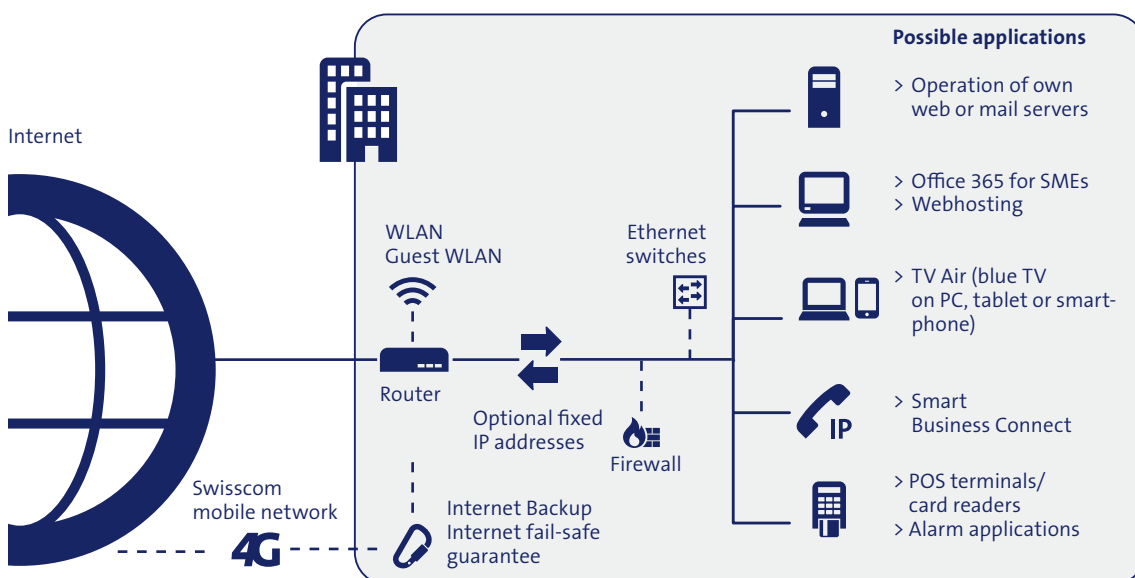 Possible applications
> Operation of own
web or mail servers
Internet
> Office 365 for SMEs
> Webhosting
WLAN
Guest WLAN
Ethernet
switches
> TV Air (blue TV
on PC, tablet or smart-
phone)
Router
Optional fixed
IP addresses
Firewall
> Smart
Business Connect
IP
Swisscom
mobile network
4G
Internet Backup
Internet fail-safe
guarantee
> POS terminals/
card readers
> Alarm applications